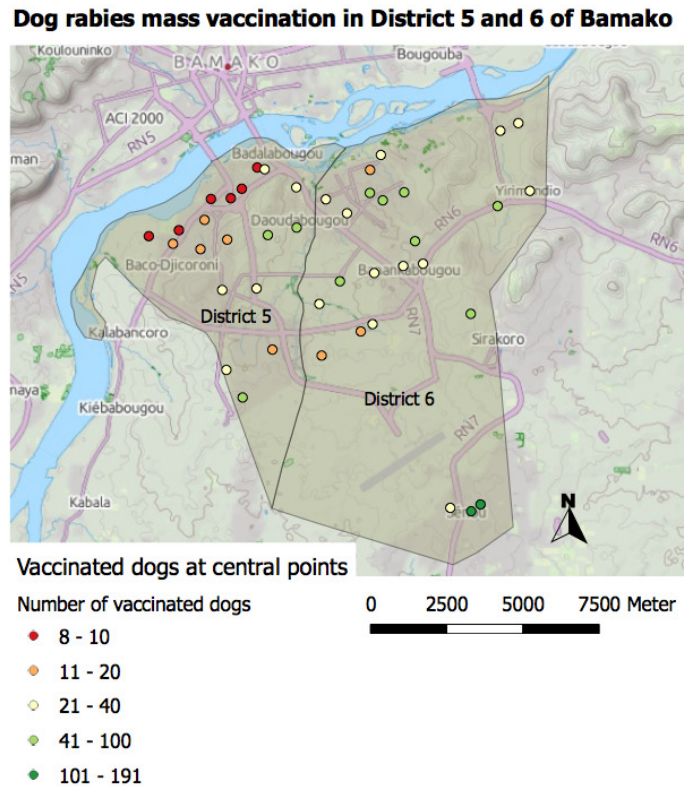 Dog rabies mass vaccination in District 5 and 6 of Bamako
Koulouninko
BAMAKO
Bougouba
ACI 2000
RN5
man
Badalabougou
Yirimadio
Daoudabougou
RN6
RN6
RN5
Baco-Djicoroni
Banankabougou
District 5
RN7
Kalabancoro
Sirakoro
maya
Kiébabougou
District 6
RN7
Kabala
Senou
N
Vaccinated dogs at central points
Number of vaccinated dogs
0 2500 5000 7500 Meter
8 - 10
11 - 20
21 - 40
41 - 100
101 - 191